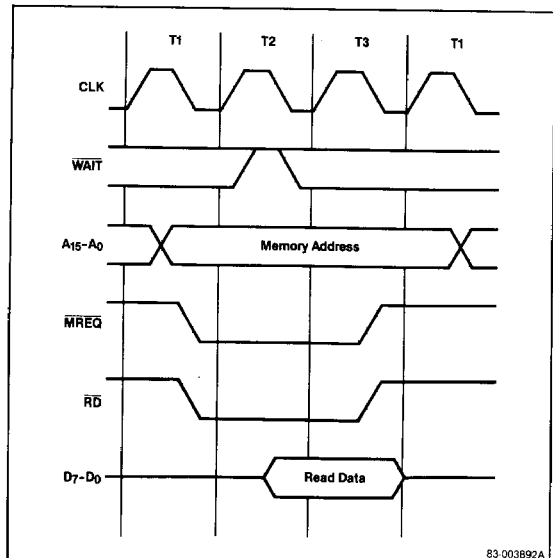 T1 T2 T3 T1
CLK
WAIT
A15-A0
Memory Address
MREQ
RD
D7-D0
Read Data
83-003892A